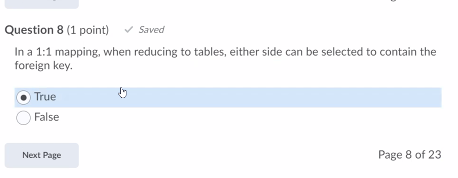 Question 8 (1 point) ✓ Saved
In a 1:1 mapping, when reducing to tables, either side can be selected to contain the
foreign key.
True
False
Next Page
Page 8 of 23